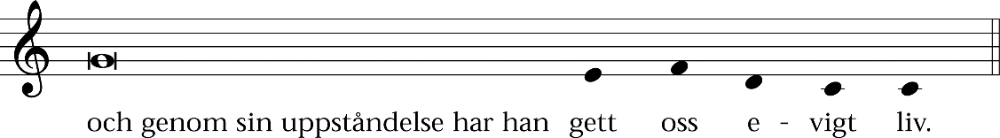 och genom sin uppståndelse har han gett oss e - vigt liv.